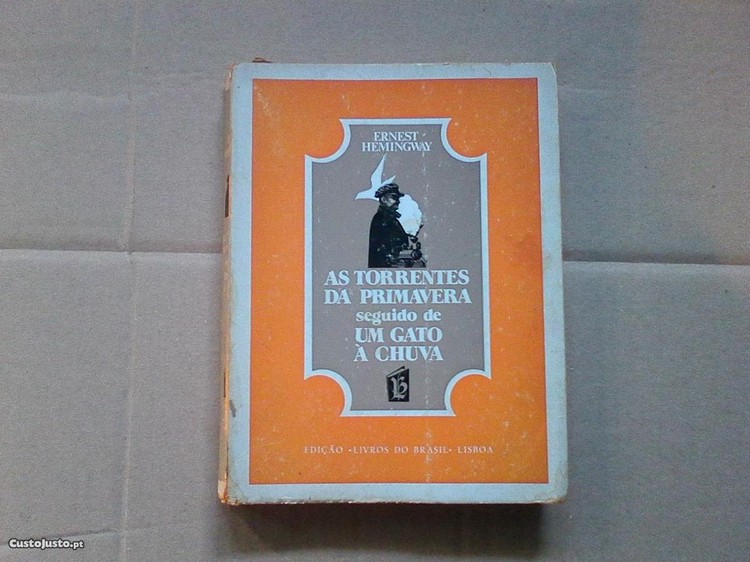 ERNEST
HEMINGWAY
AS TORRENTES
DA PRIMAVERA
seguido de
UM GATO
À CHUVA
EDIÇÃO •LIVROS DO BRASIL• LISBOA
CustoJusto.pt